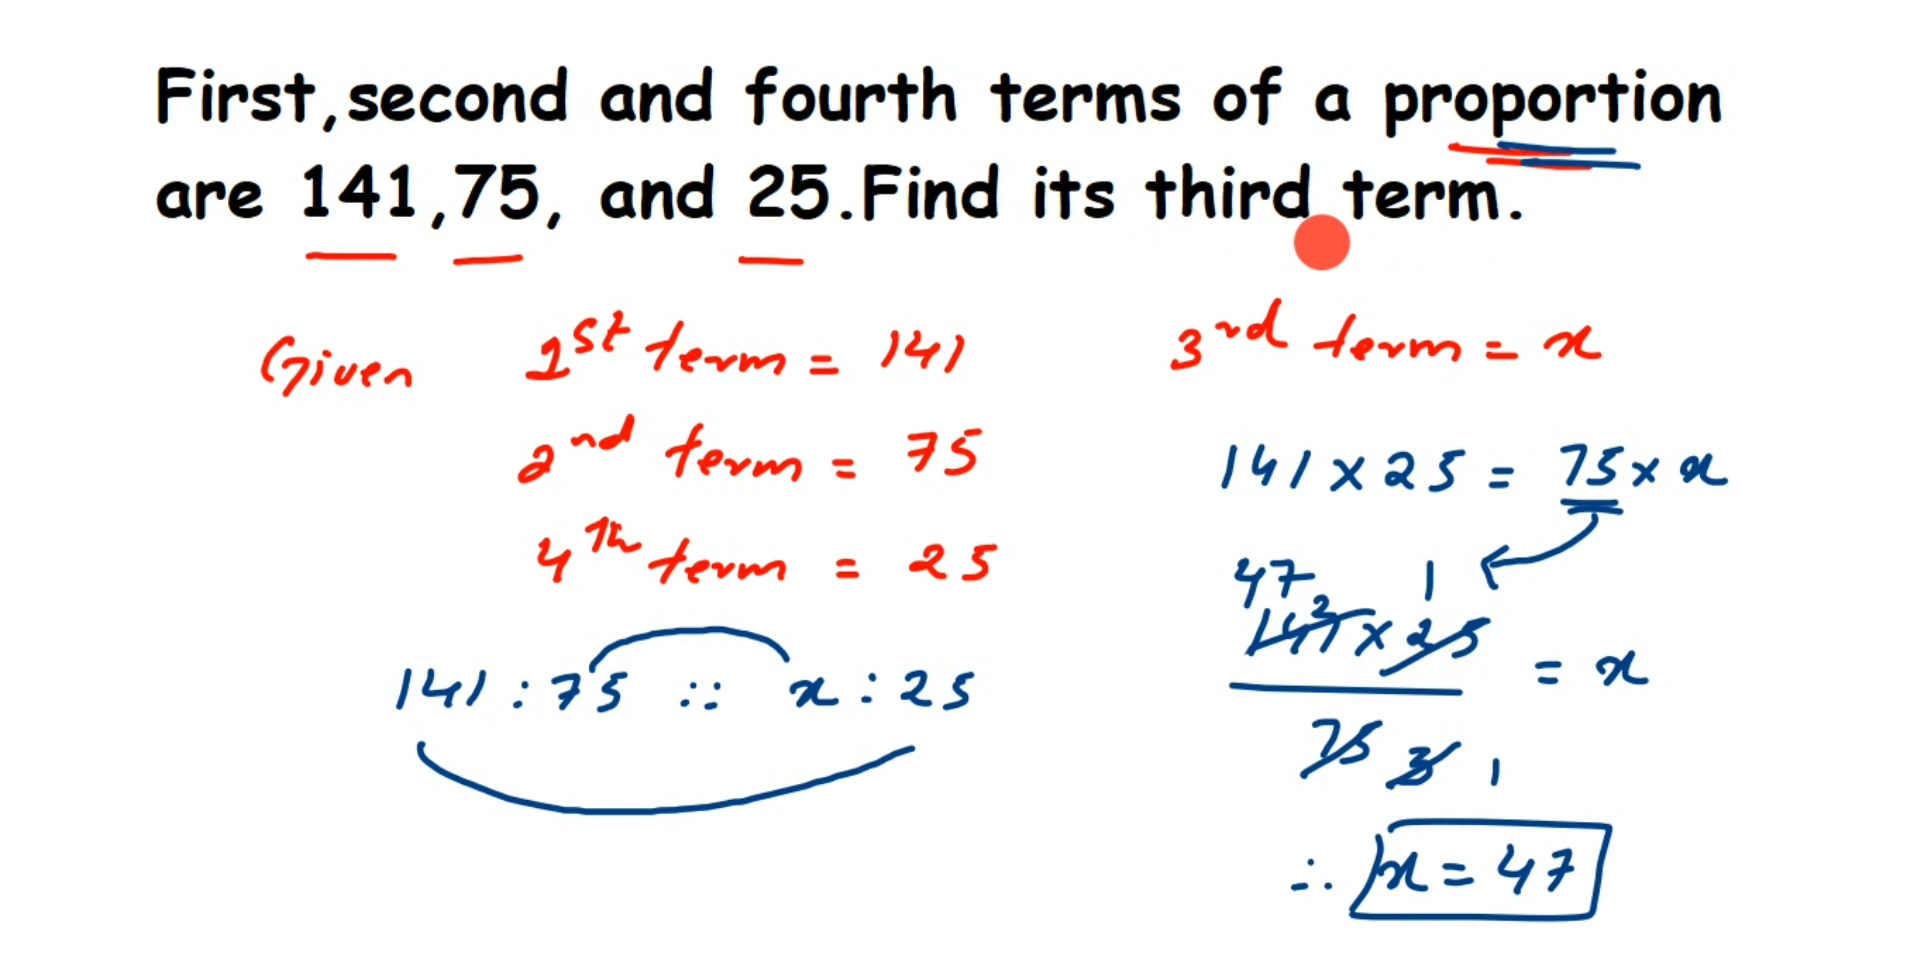 First,second and fourth terms of a proportion
are 141,75, and 25.Find its third term.
Given 1st term = 141
2nd term = 75
4th term = 25
141 : 75 :: x : 25
3rd term = x
141 x 25 = 75 x x
47 1
2
141 x 25 = x
75 3 1
∴ x = 47